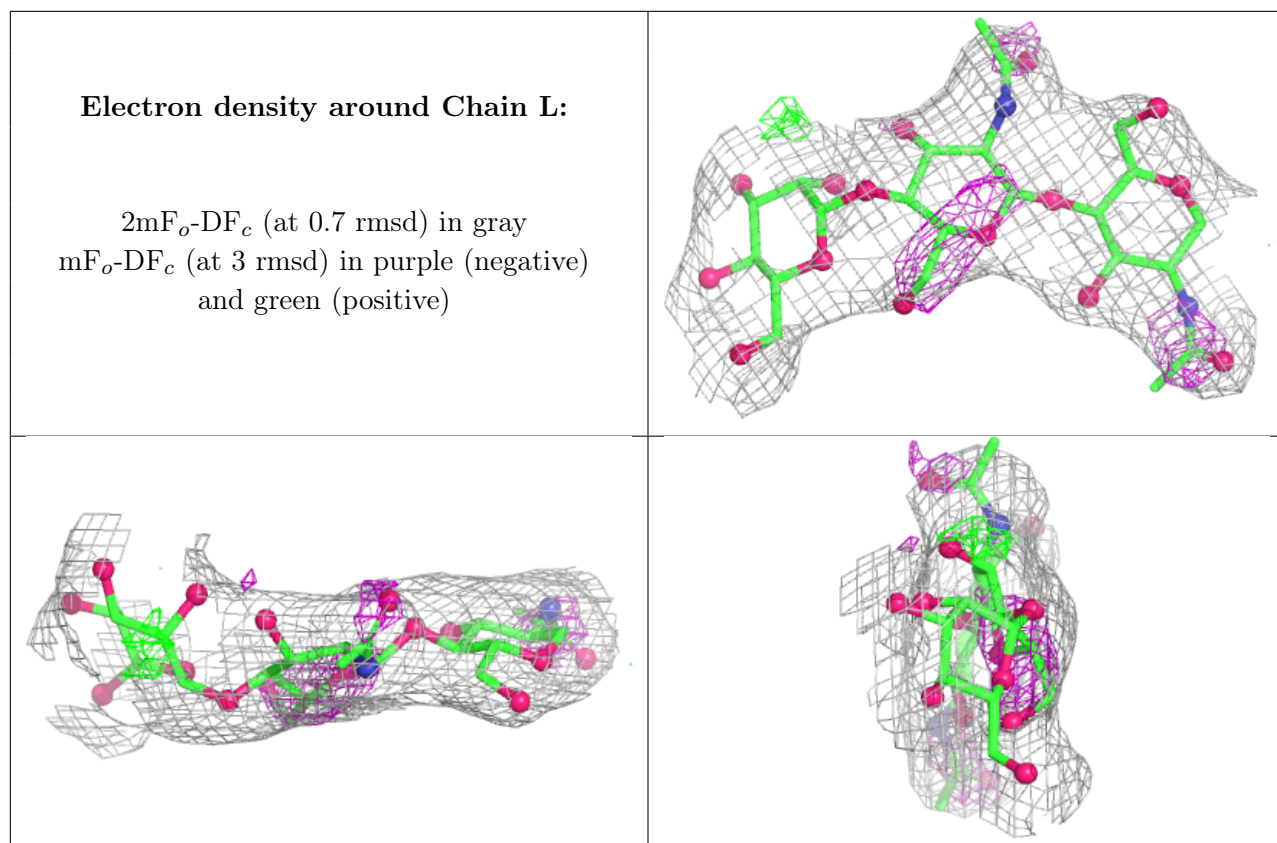 Electron density around Chain L:
2mFₒ-DF𝒸 (at 0.7 rmsd) in gray
mFₒ-DF𝒸 (at 3 rmsd) in purple (negative)
and green (positive)